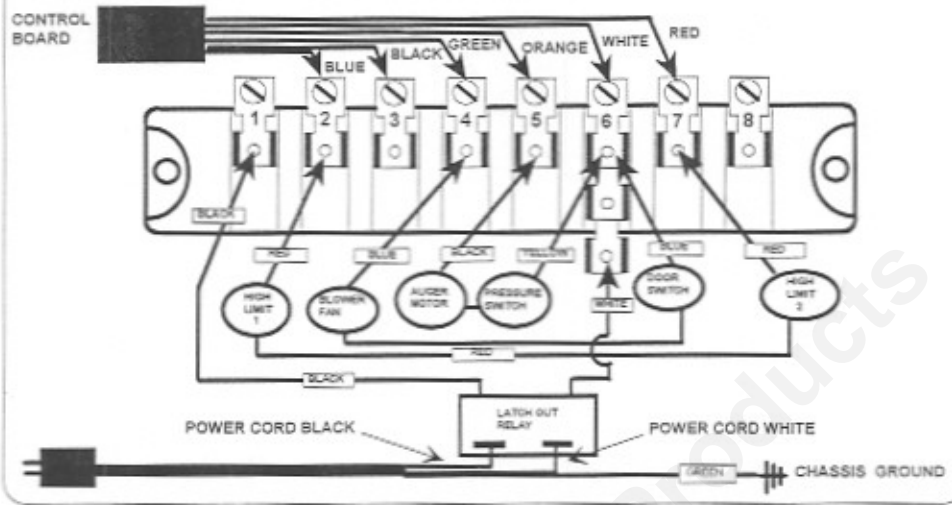 CONTROL
BOARD
BLUE
BLACK
GREEN
ORANGE
WHITE
RED
1 2 3 4 5 6 7 8
BLACK
RED
BLUE
BLACK
YELLOW
BLUE
RED
HIGH
LIMIT
1
BLOWER
FAN
AUGER
MOTOR
PRESSURE
SWITCH
WHITE
DOOR
SWITCH
HIGH
LIMIT
2
RED
BLACK
LATCH OUT
RELAY
POWER CORD BLACK
POWER CORD WHITE
GREEN
CHASSIS GROUND
Products